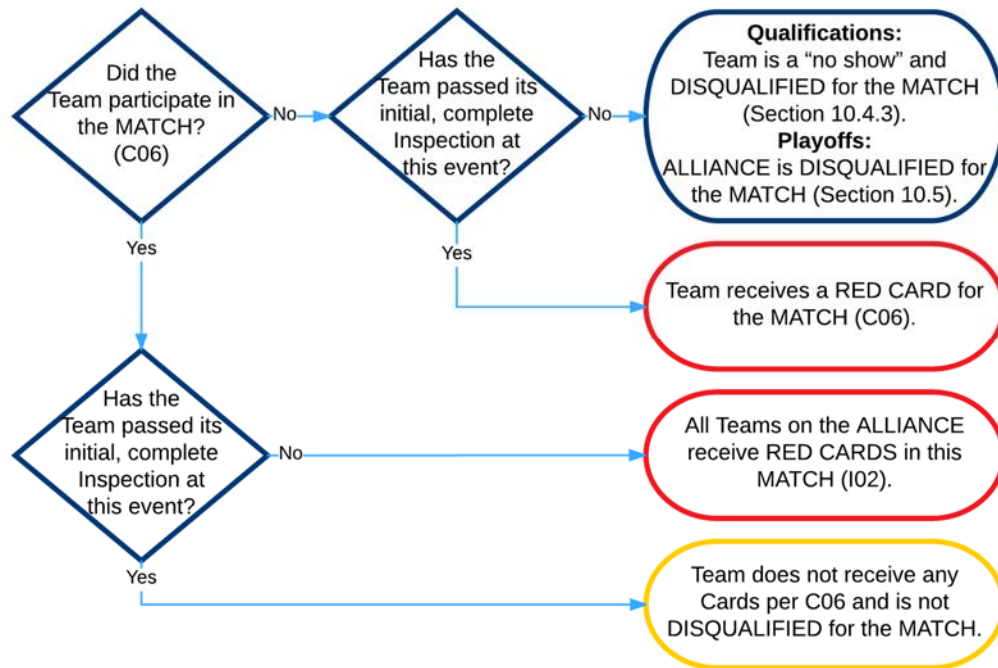 Did the
Team participate in
the MATCH?
(C06)
No
Has the
Team passed its
initial, complete
Inspection at
this event?
No
Qualifications:
Team is a “no show” and
DISQUALIFIED for the MATCH
(Section 10.4.3).
Playoffs:
ALLIANCE is DISQUALIFIED for
the MATCH (Section 10.5).
Yes
Yes
Team receives a RED CARD for
the MATCH (C06).
Has the
Team passed its
initial, complete
Inspection at
this event?
No
All Teams on the ALLIANCE
receive RED CARDS in this
MATCH (I02).
Yes
Team does not receive any
Cards per C06 and is not
DISQUALIFIED for the MATCH.